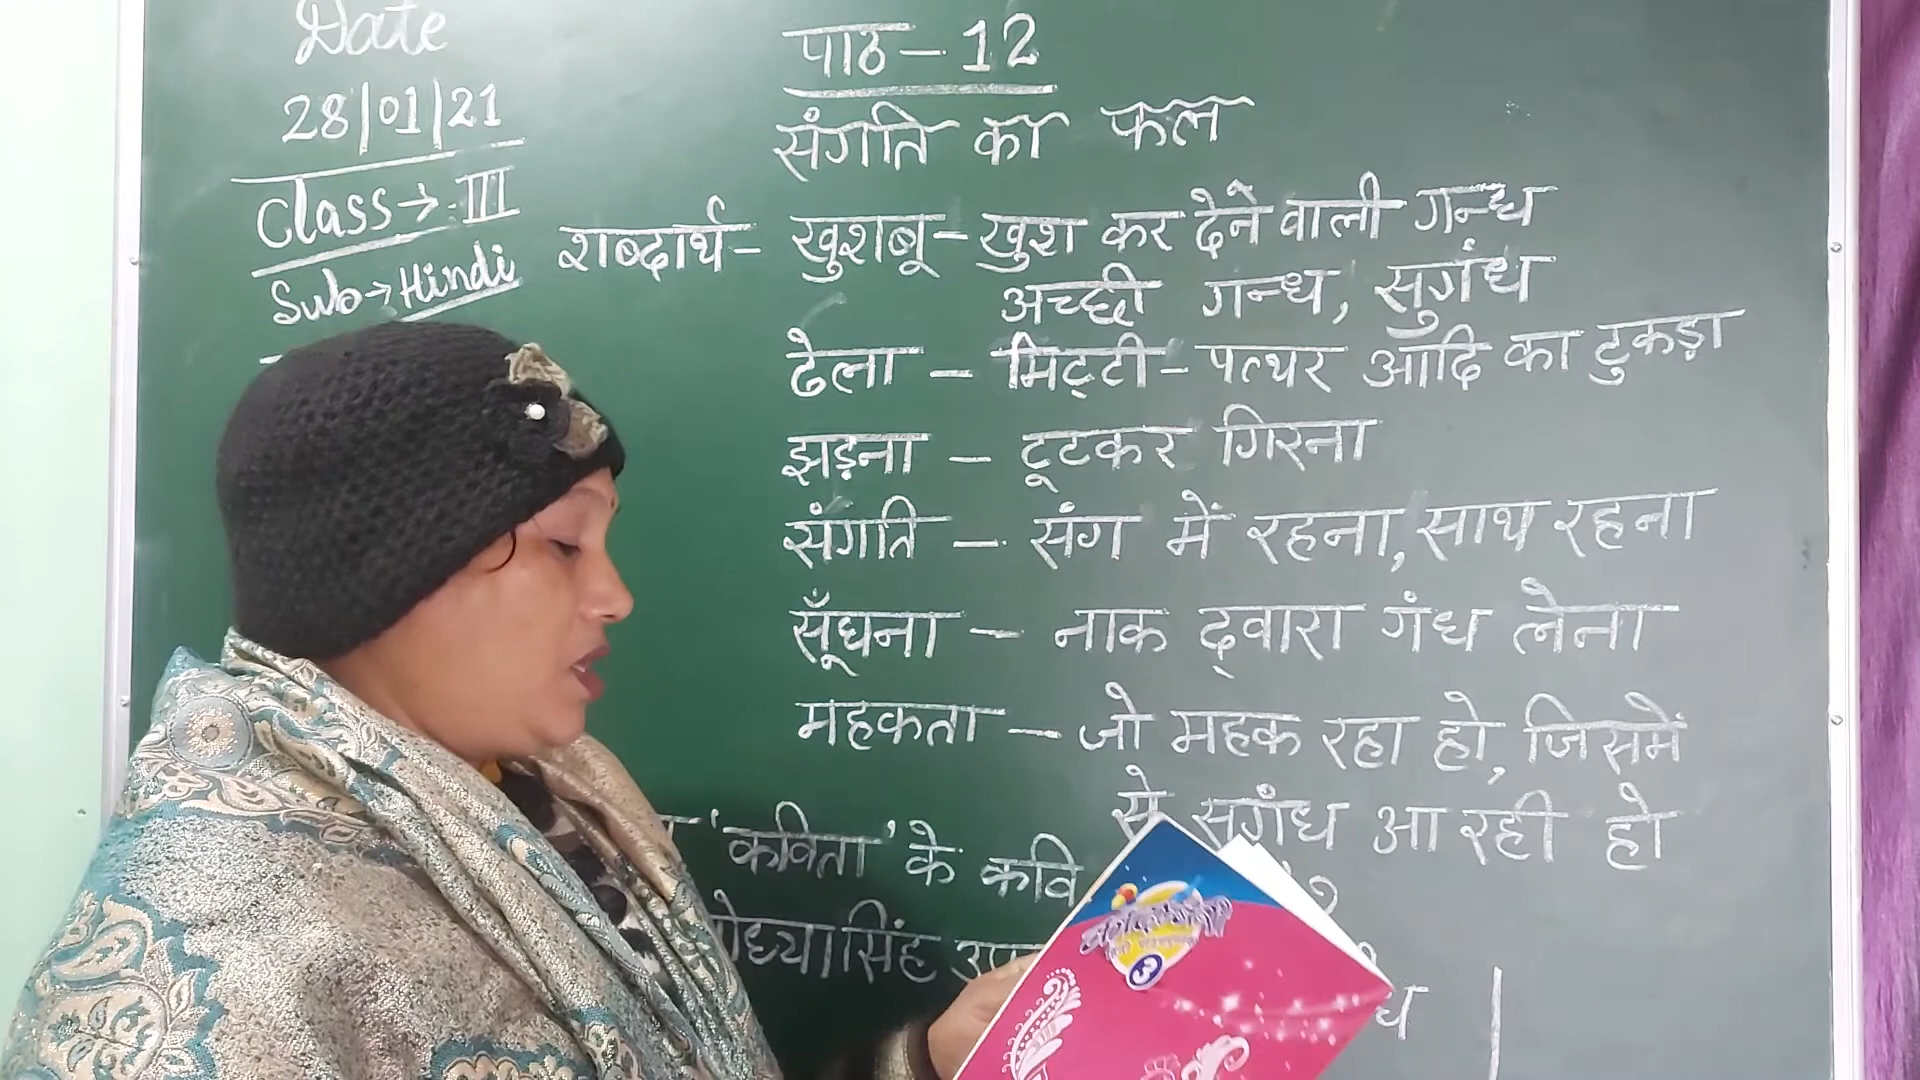 Date
28/01/21
Class→III
Sub→Hindi
पाठ-12
संगति का फल
शब्दार्थ- खुशबू-खुश कर देने वाली गन्ध
अच्छी गन्ध, सुगंध
ढेला - मिट्टी-पत्थर आदि का टुकड़ा
झड़ना - टूटकर गिरना
संगति - संग में रहना, साथ रहना
सूँघना - नाक द्वारा गंध लेना
महकता - जो महक रहा हो, जिसमें
से सुगंध आ रही हो
'कविता' के कवि
3